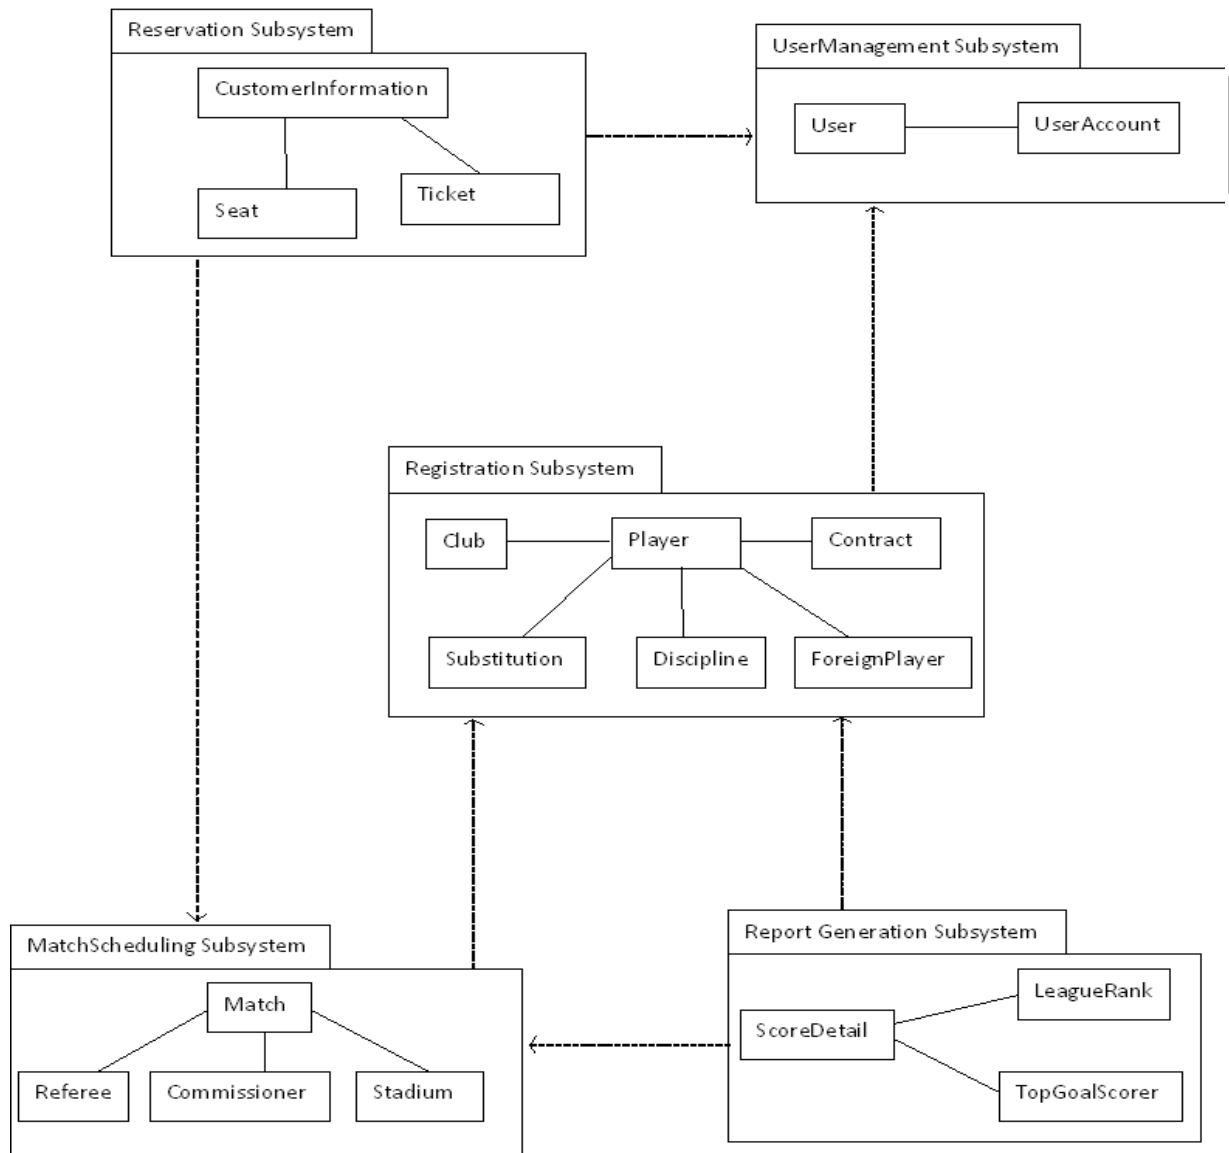 Reservation Subsystem
CustomerInformation
Seat
Ticket
UserManagement Subsystem
User
UserAccount
Registration Subsystem
Club
Player
Contract
Substitution
Discipline
ForeignPlayer
MatchScheduling Subsystem
Match
Referee
Commissioner
Stadium
Report Generation Subsystem
LeagueRank
ScoreDetail
TopGoalScorer